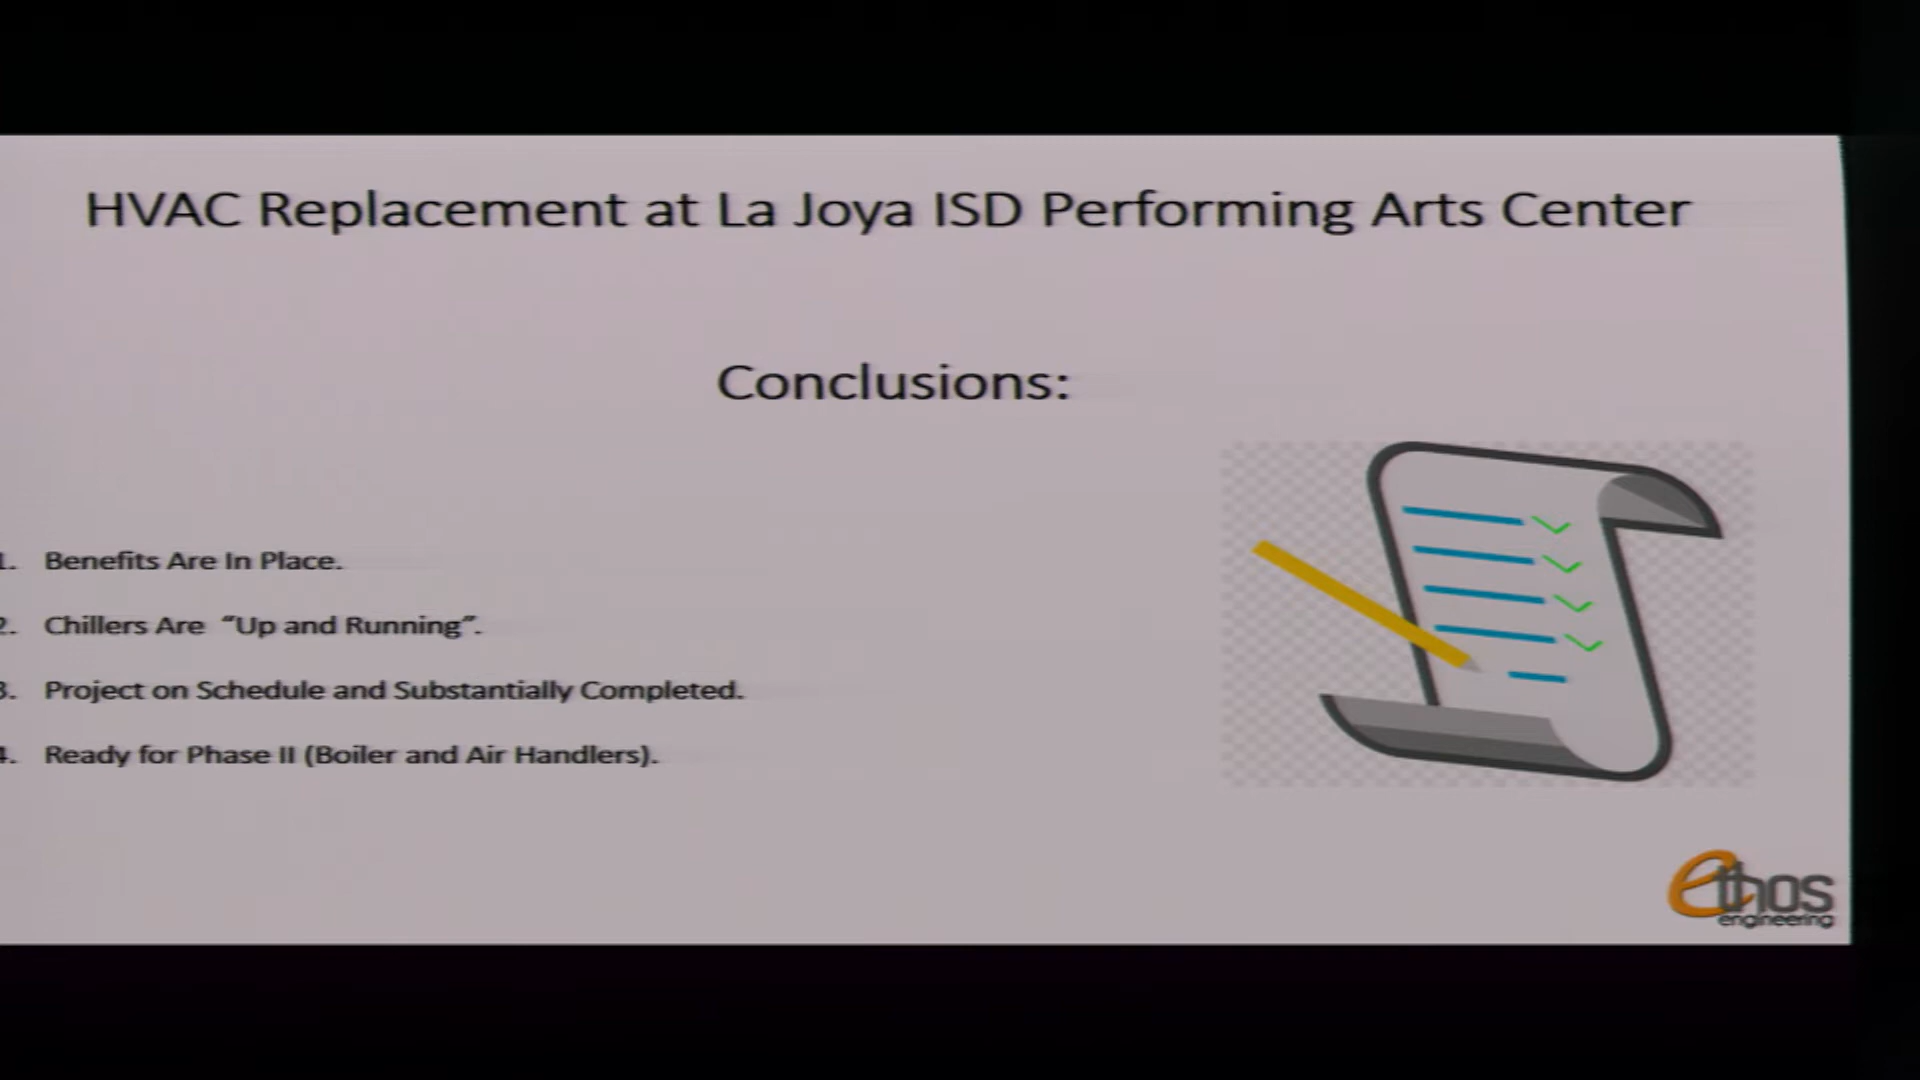 HVAC Replacement at La Joya ISD Performing Arts Center
Conclusions:
1. Benefits Are In Place.
2. Chillers Are “Up and Running”.
3. Project on Schedule and Substantially Completed.
4. Ready for Phase II (Boiler and Air Handlers).
ethos
engineering